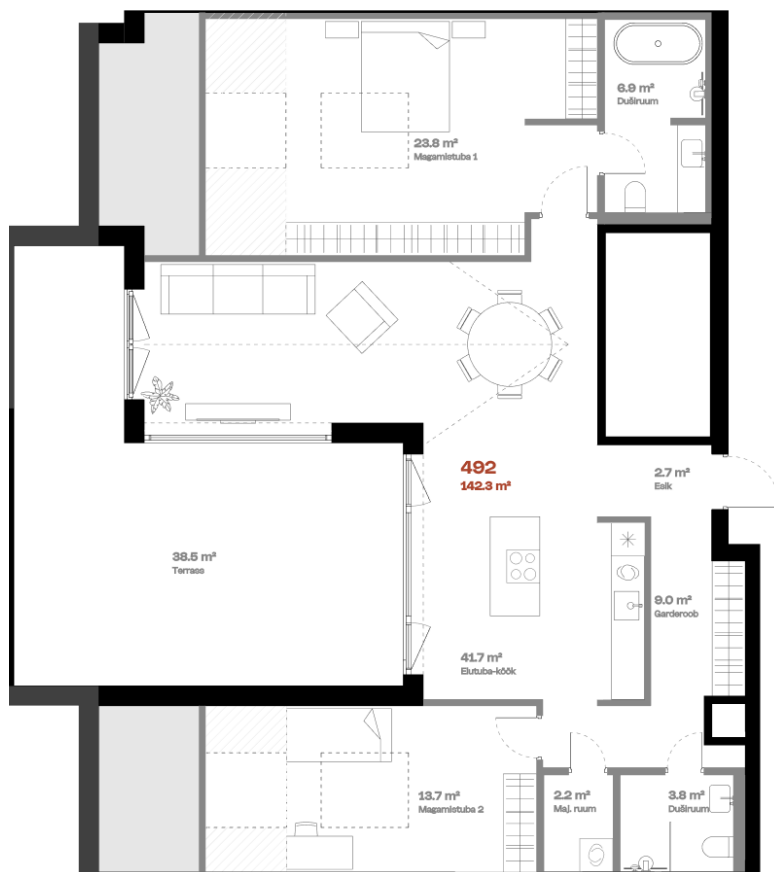 6.9 m²
Duširuum
23.8 m²
Magamistuba 1
492
142.3 m²
2.7 m²
Esik
38.5 m²
Terrass
9.0 m²
Garderoob
41.7 m²
Elutuba-köök
13.7 m²
Magamistuba 2
2.2 m²
Maj. ruum
3.8 m²
Duširuum